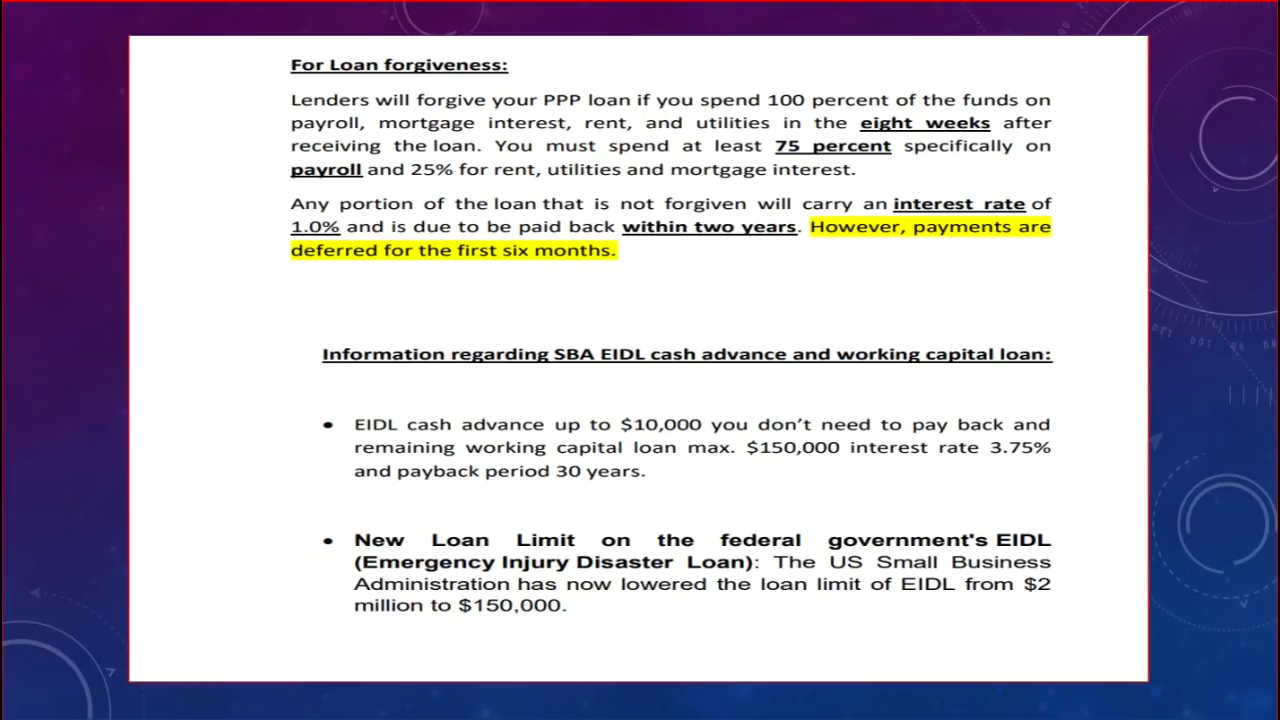 For Loan forgiveness:
Lenders will forgive your PPP loan if you spend 100 percent of the funds on
payroll, mortgage interest, rent, and utilities in the eight weeks after
receiving the loan. You must spend at least 75 percent specifically on
payroll and 25% for rent, utilities and mortgage interest.
Any portion of the loan that is not forgiven will carry an interest rate of
1.0% and is due to be paid back within two years. However, payments are
deferred for the first six months.
Information regarding SBA EIDL cash advance and working capital loan:
• EIDL cash advance up to $10,000 you don’t need to pay back and
remaining working capital loan max. $150,000 interest rate 3.75%
and payback period 30 years.
• New Loan Limit on the federal government's EIDL
(Emergency Injury Disaster Loan): The US Small Business
Administration has now lowered the loan limit of EIDL from $2
million to $150,000.